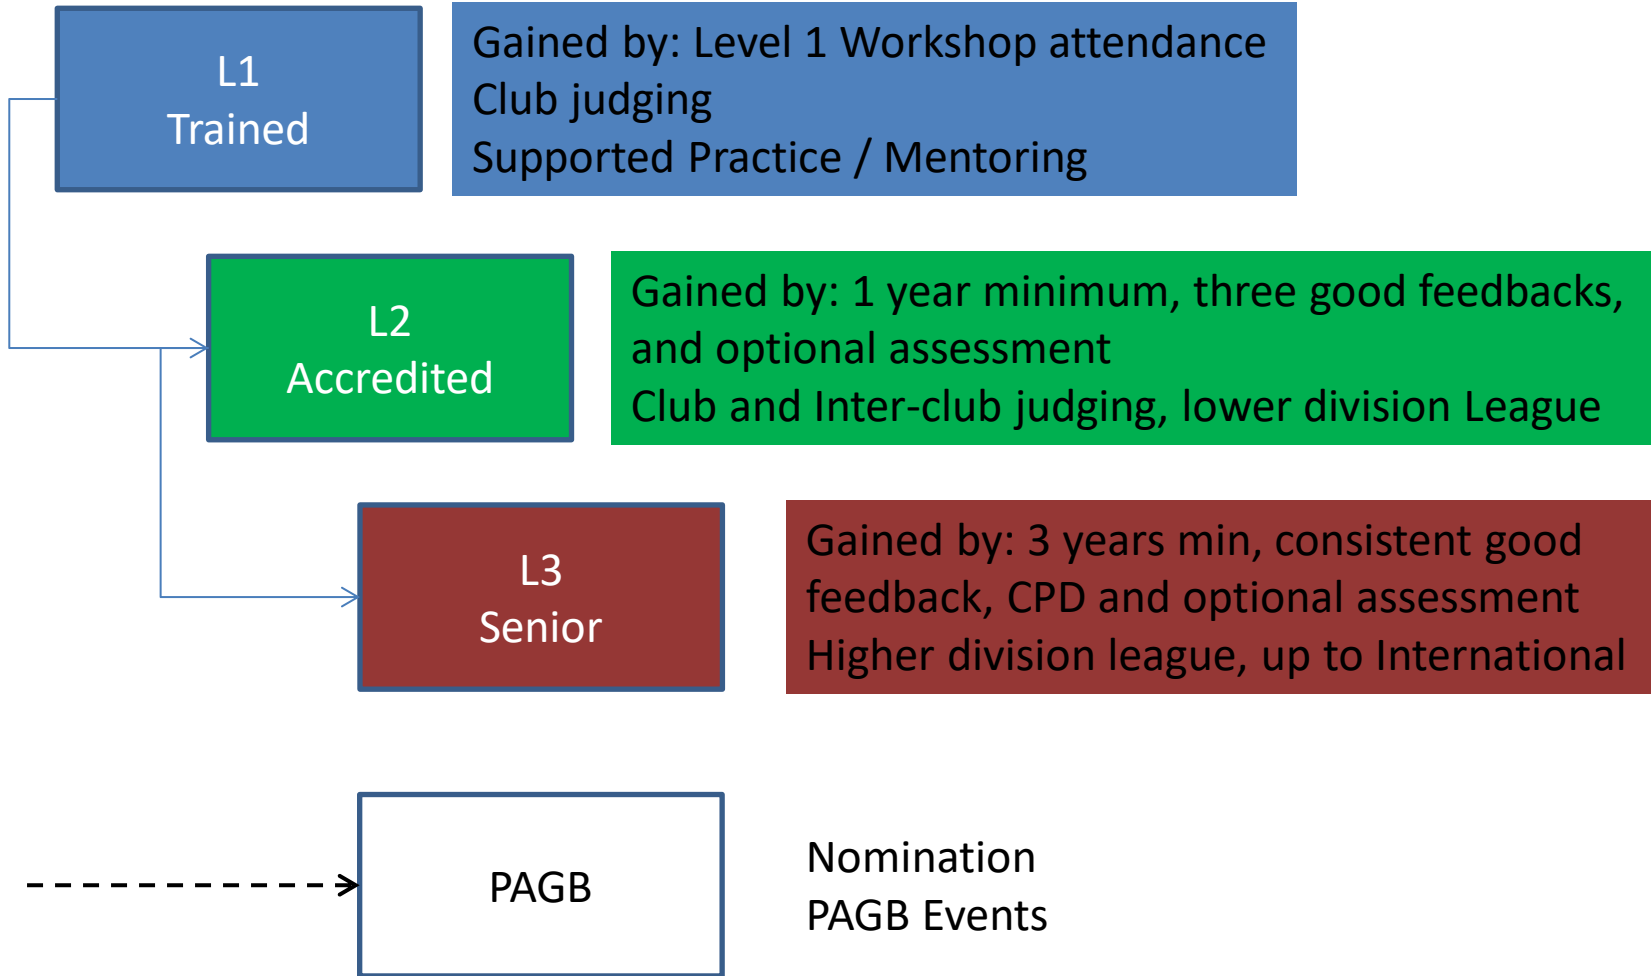 L1
Trained
Gained by: Level 1 Workshop attendance
Club judging
Supported Practice / Mentoring
L2
Accredited
Gained by: 1 year minimum, three good feedbacks,
and optional assessment
Club and Inter-club judging, lower division League
L3
Senior
Gained by: 3 years min, consistent good
feedback, CPD and optional assessment
Higher division league, up to International
PAGB
Nomination
PAGB Events